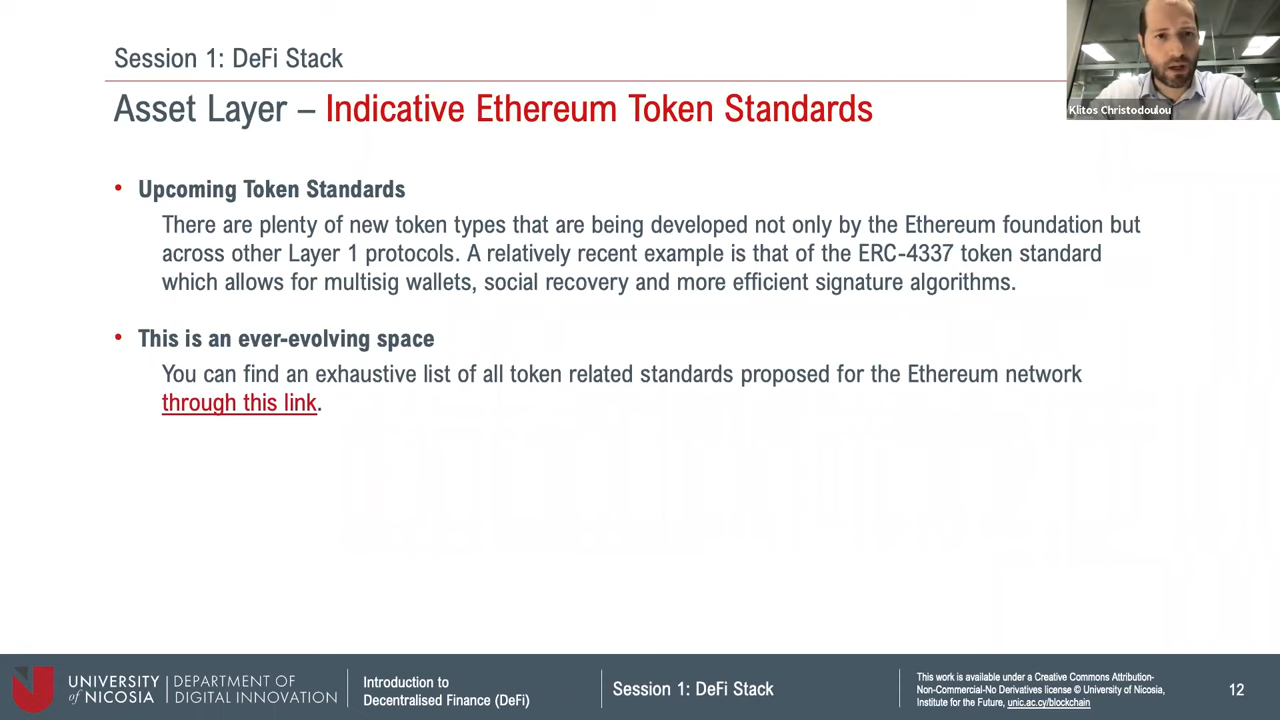 Session 1: DeFi Stack
Asset Layer – Indicative Ethereum Token Standards
Klitos Christodoulou
• Upcoming Token Standards
There are plenty of new token types that are being developed not only by the Ethereum foundation but
across other Layer 1 protocols. A relatively recent example is that of the ERC-4337 token standard
which allows for multisig wallets, social recovery and more efficient signature algorithms.
• This is an ever-evolving space
You can find an exhaustive list of all token related standards proposed for the Ethereum network
through this link.
UNIVERSITY
of NICOSIA
DEPARTMENT OF
DIGITAL INNOVATION
Introduction to
Decentralised Finance (DeFi)
Session 1: DeFi Stack
This work is available under a Creative Commons Attribution-
Non-Commercial-No Derivatives license © University of Nicosia,
Institute for the Future, unic.ac.cy/blockchain
12